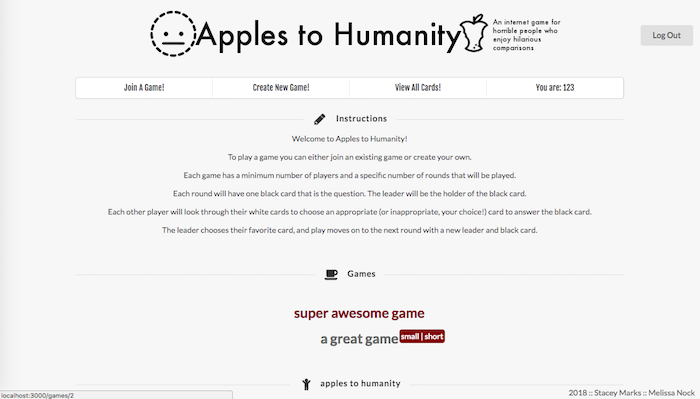 Apples to Humanity
An internet game for
horrible people who
enjoy hilarious
comparisons
Log Out
Join A Game!
Create New Game!
View All Cards!
You are: 123
Instructions
Welcome to Apples to Humanity!
To play a game you can either join an existing game or create your own.
Each game has a minimum number of players and a specific number of rounds that will be played.
Each round will have one black card that is the question. The leader will be the holder of the black card.
Each other player will look through their white cards to choose an appropriate (or inappropriate, your choice!) card to answer the black card.
The leader chooses their favorite card, and play moves on to the next round with a new leader and black card.
Games
super awesome game
a great game small | short
apples to humanity
localhost:3000/games/2
2018 :: Stacey Marks :: Melissa Nock